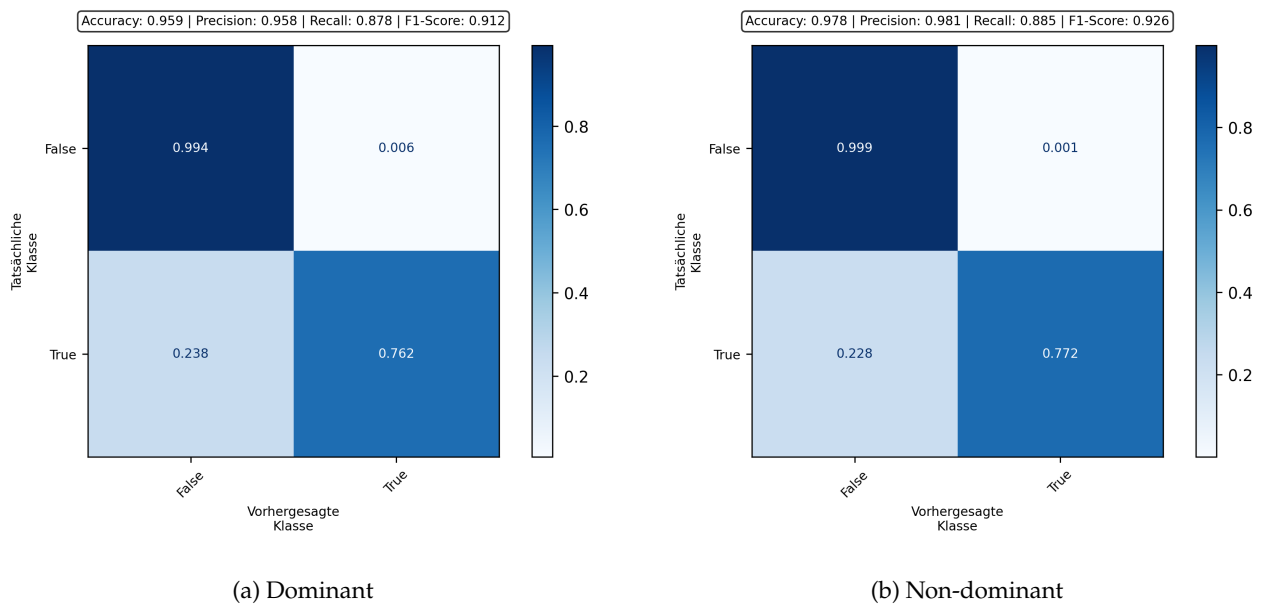 Accuracy: 0.959 | Precision: 0.958 | Recall: 0.878 | F1-Score: 0.912
False
True
Tatsächliche
Klasse
0.994
0.006
0.238
0.762
False
True
Vorhergesagte
Klasse
0.8
0.6
0.4
0.2
(a) Dominant
Accuracy: 0.978 | Precision: 0.981 | Recall: 0.885 | F1-Score: 0.926
False
True
Tatsächliche
Klasse
0.999
0.001
0.228
0.772
False
True
Vorhergesagte
Klasse
0.8
0.6
0.4
0.2
(b) Non-dominant